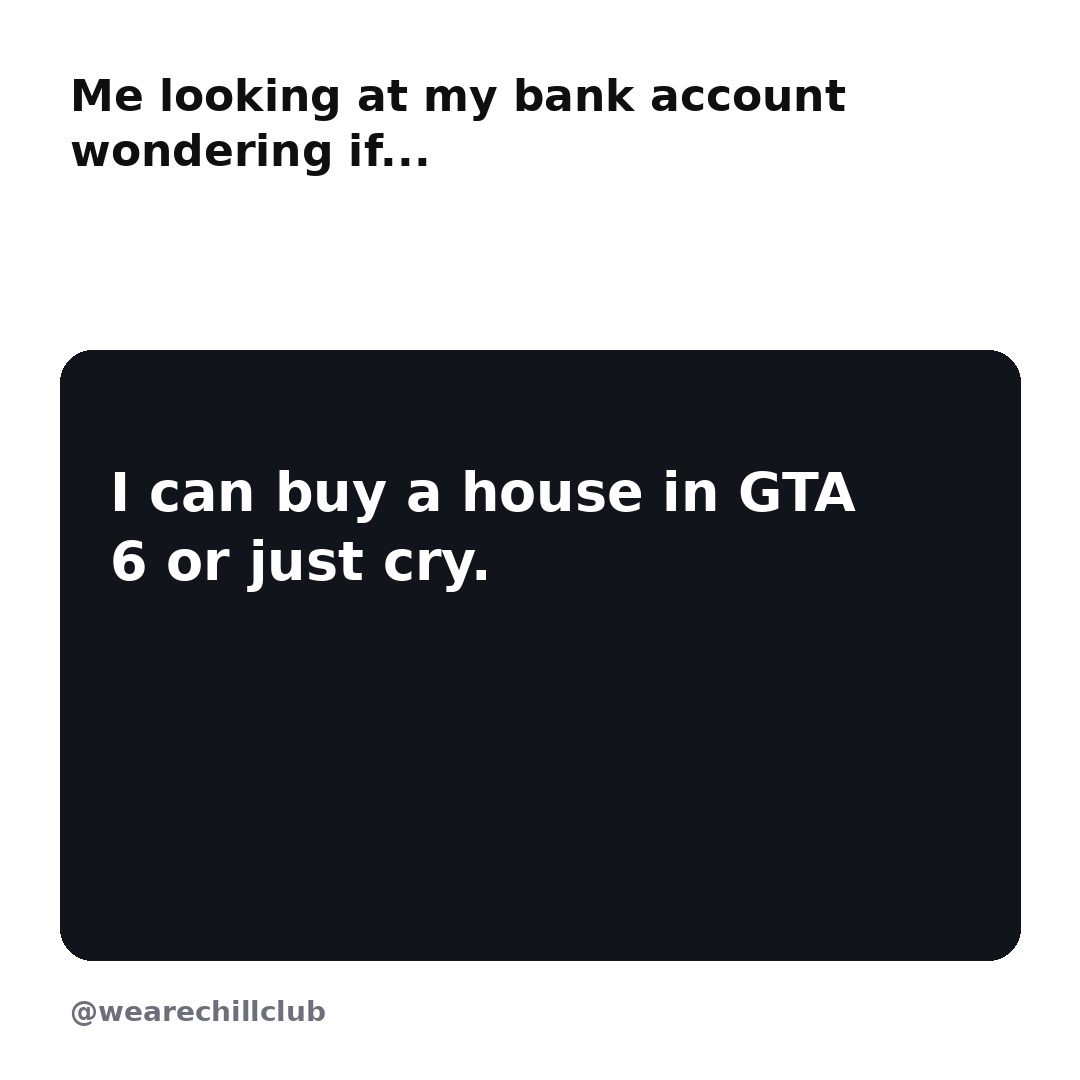 Me looking at my bank account
wondering if...
I can buy a house in GTA
6 or just cry.
@wearechillclub